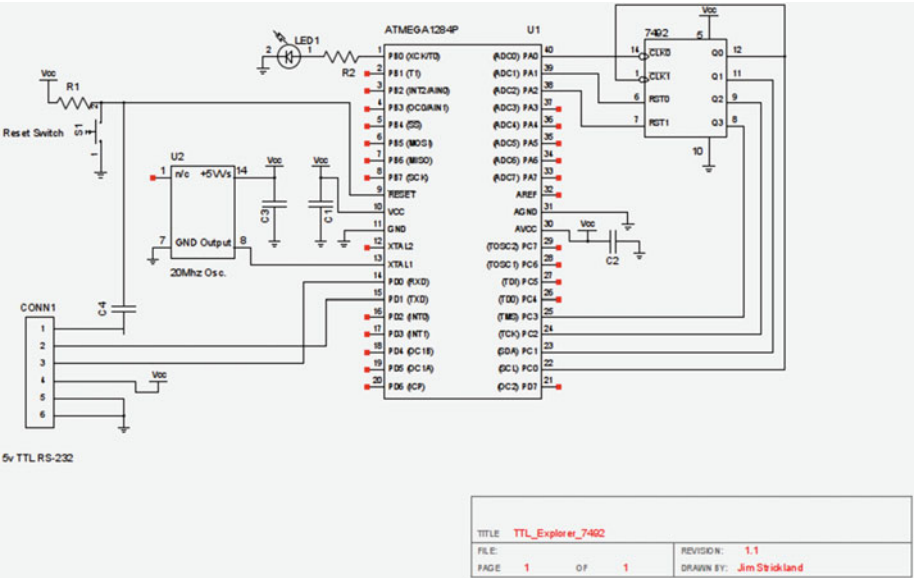 ATMEGA1284P U1
LED1
2 1
R2
Vcc
R1
2
S1
1
Reset Switch
U2
1 n/c +5VVs 14
7 GND Output 8
20Mhz Osc.
Vcc
C3
Vcc
C1
C4
CONN1
1
2
3
4
5
6
Vcc
5v TTL RS-232
1 PB0 (XCK/T0)
2 PB1 (T1)
3 PB2 (INT2/AIN0)
4 PB3 (OC0/AIN1)
5 PB4 (SS)
6 PB5 (MOSI)
7 PB6 (MISO)
8 PB7 (SCK)
9 RESET
10 VCC
11 GND
12 XTAL2
13 XTAL1
14 PD0 (RXD)
15 PD1 (TXD)
16 PD2 (INT0)
17 PD3 (INT1)
18 PD4 (OC1B)
19 PD5 (OC1A)
20 PD6 (ICP)
(ADC0) PA0 40
(ADC1) PA1 39
(ADC2) PA2 38
(ADC3) PA3 37
(ADC4) PA4 36
(ADC5) PA5 35
(ADC6) PA6 34
(ADC7) PA7 33
AREF 32
AGND 31
AVCC 30
(TOSC2) PC7 29
(TOSC1) PC6 28
(TDI) PC5 27
(TDO) PC4 26
(TMS) PC3 25
(TCK) PC2 24
(SDA) PC1 23
(SCL) PC0 22
(OC2) PD7 21
Vcc
C2
Vcc
7492 5
14 CLK0 Q0 12
1 CLK1 Q1 11
6 RST0 Q2 9
7 RST1 Q3 8
10
TITLE TTL_Explorer_7492
FILE: REVISION: 1.1
PAGE 1 OF 1 DRAWN BY: Jim Strickland